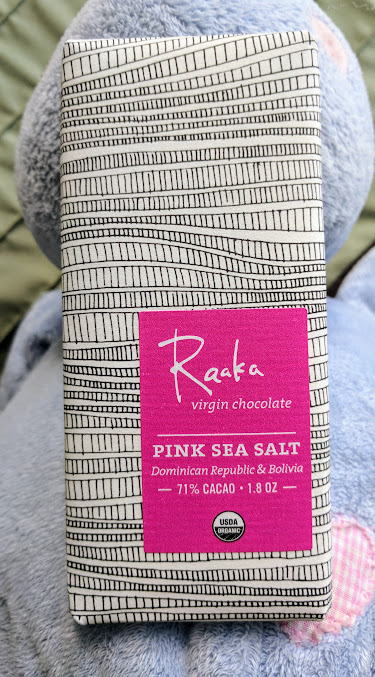 Raaka
virgin chocolate
PINK SEA SALT
Dominican Republic & Bolivia
— 71% CACAO • 1.8 OZ —
USDA
ORGANIC